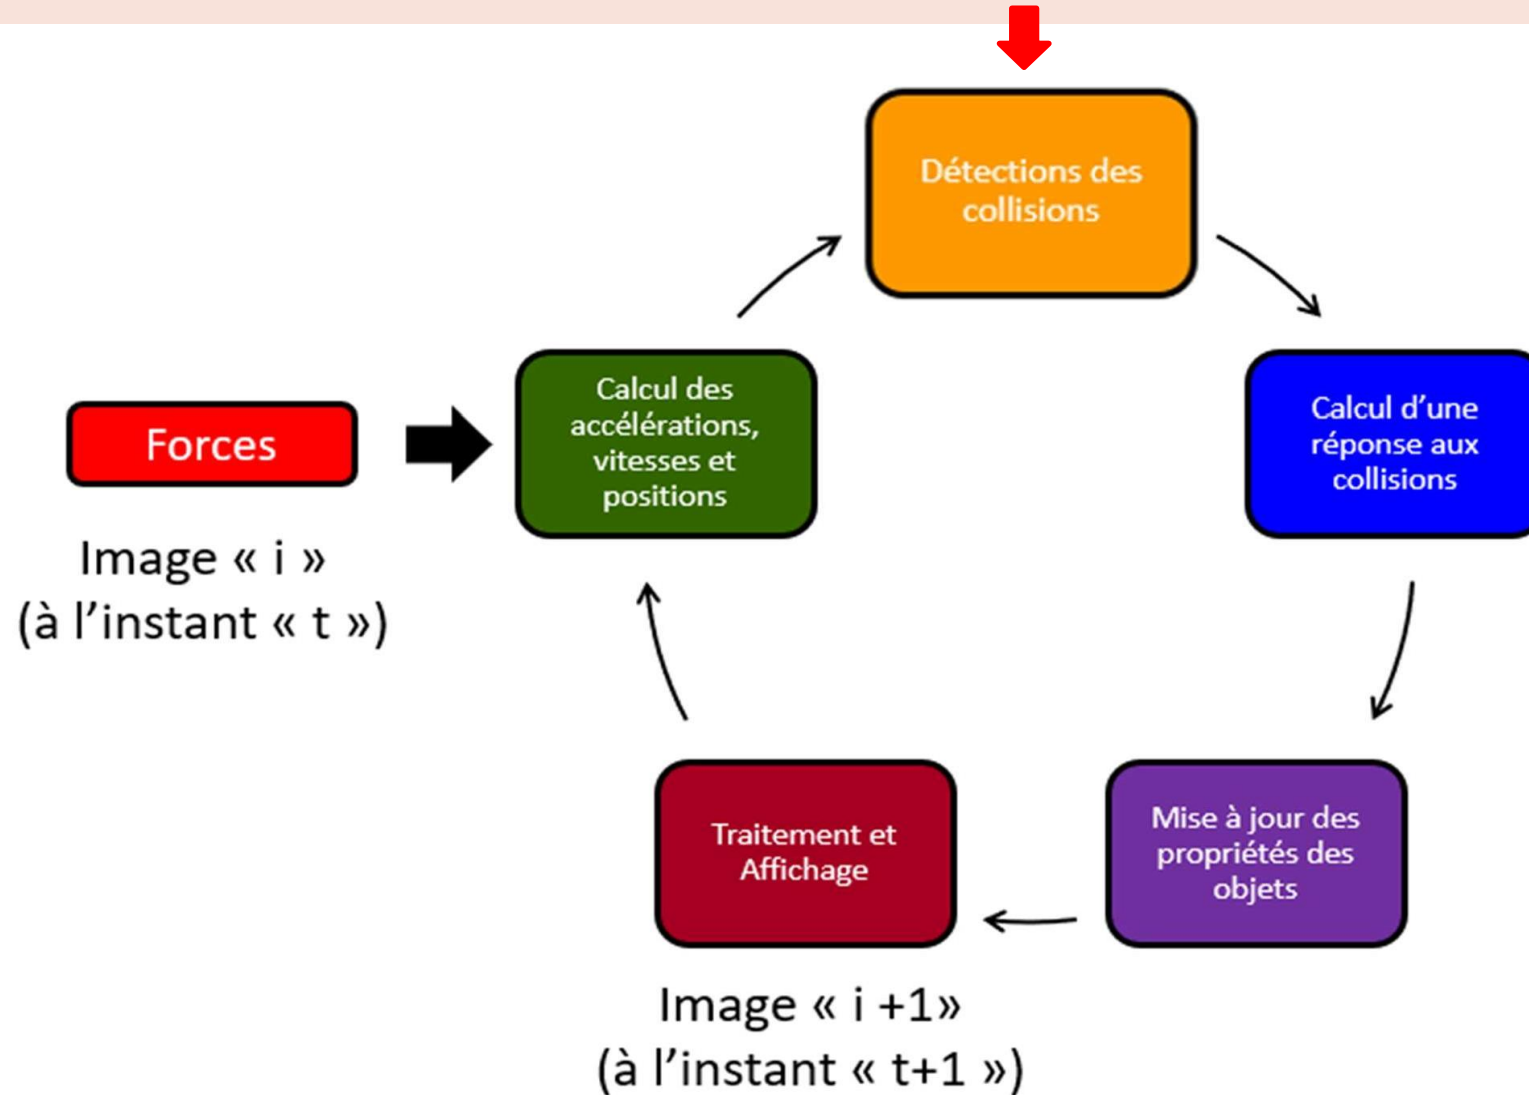 Détections des
collisions
Calcul des
accélérations,
vitesses et
positions
Calcul d’une
réponse aux
collisions
Forces
Image « i »
(à l’instant « t »)
Traitement et
Affichage
Mise à jour des
propriétés des
objets
Image « i +1»
(à l’instant « t+1 »)